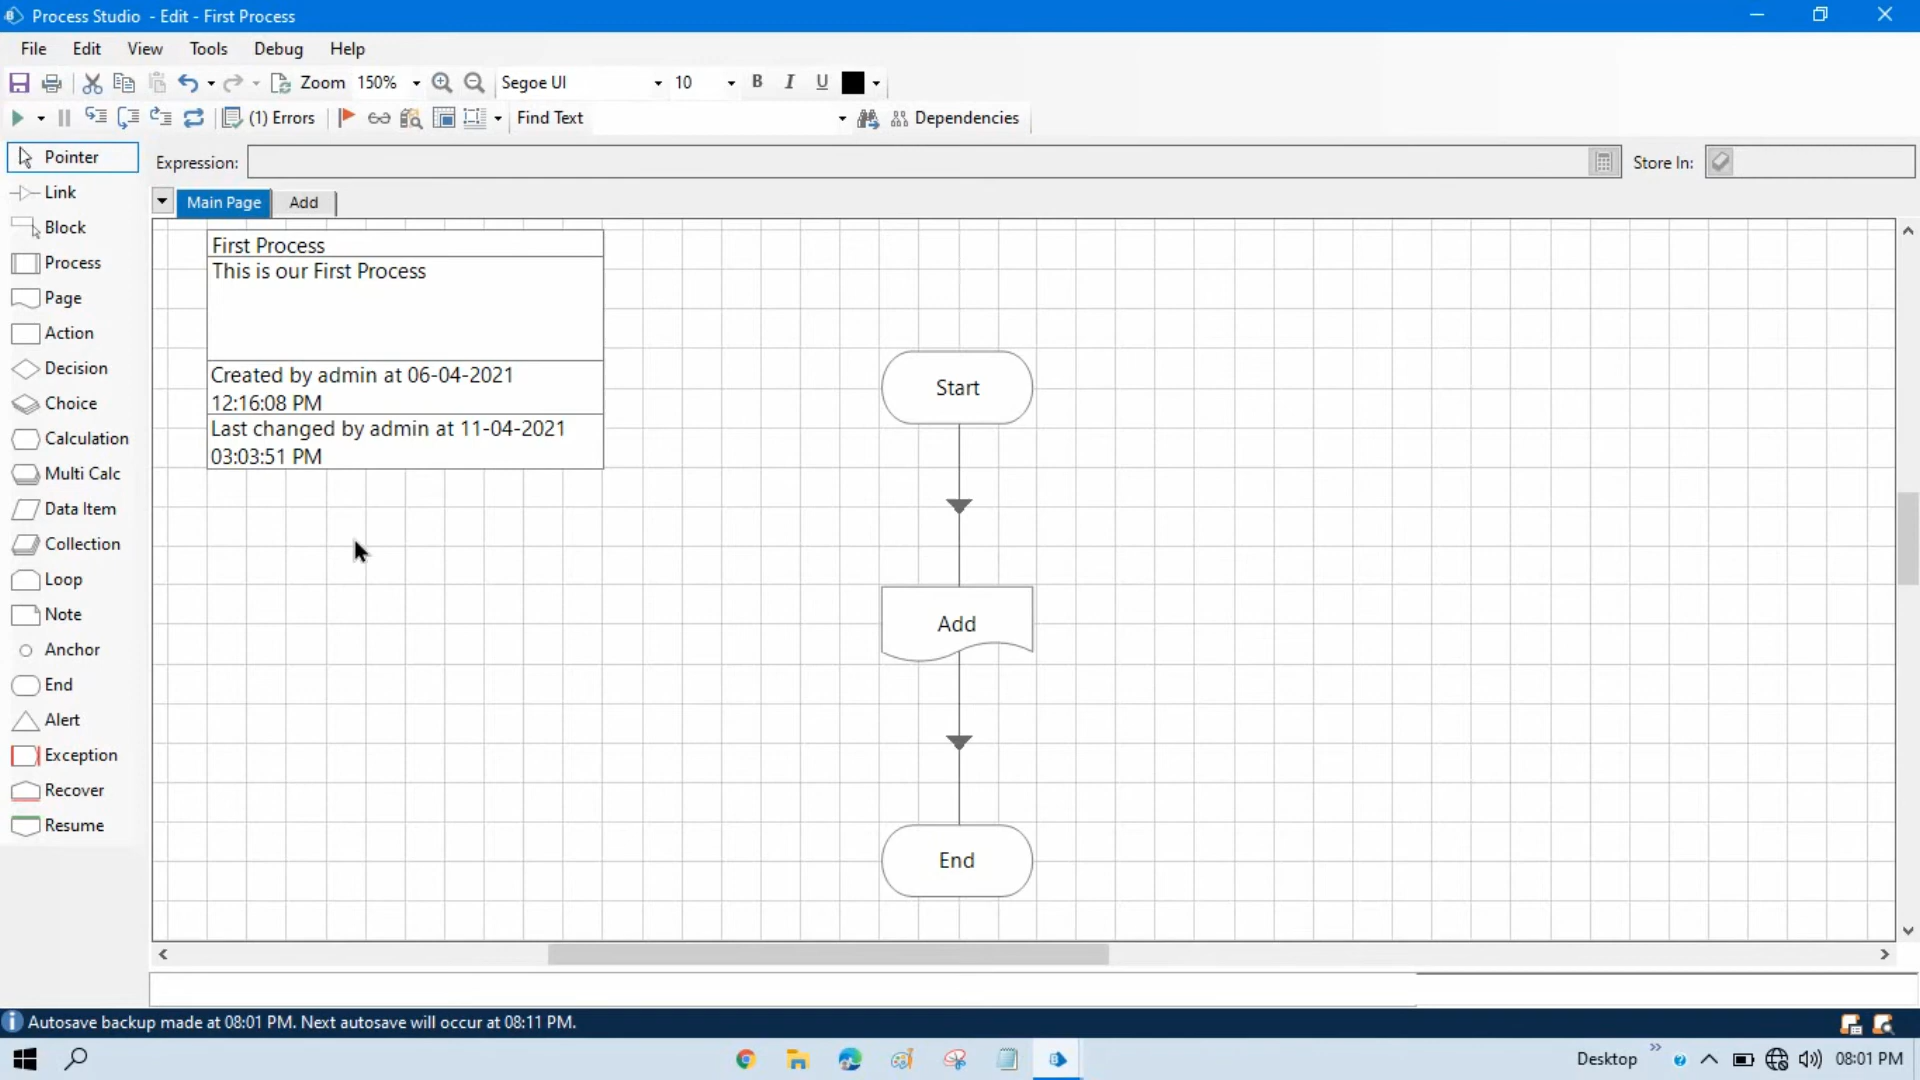 Process Studio - Edit - First Process
File Edit View Tools Debug Help
Zoom 150% Segoe UI 10 B I U
(1) Errors Find Text Dependencies
Pointer
Link
Block
Process
Page
Action
Decision
Choice
Calculation
Multi Calc
Data Item
Collection
Loop
Note
Anchor
End
Alert
Exception
Recover
Resume
Expression: Store In:
Main Page Add
First Process
This is our First Process
Created by admin at 06-04-2021
12:16:08 PM
Last changed by admin at 11-04-2021
03:03:51 PM
Start
Add
End
Autosave backup made at 08:01 PM. Next autosave will occur at 08:11 PM.
Desktop 08:01 PM